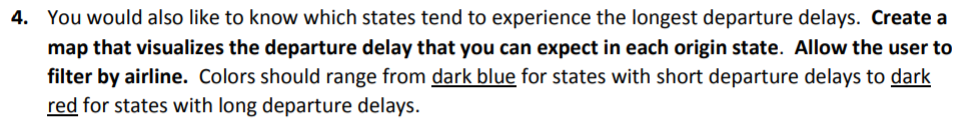 4. You would also like to know which states tend to experience the longest departure delays. Create a
map that visualizes the departure delay that you can expect in each origin state. Allow the user to
filter by airline. Colors should range from dark blue for states with short departure delays to dark
red for states with long departure delays.